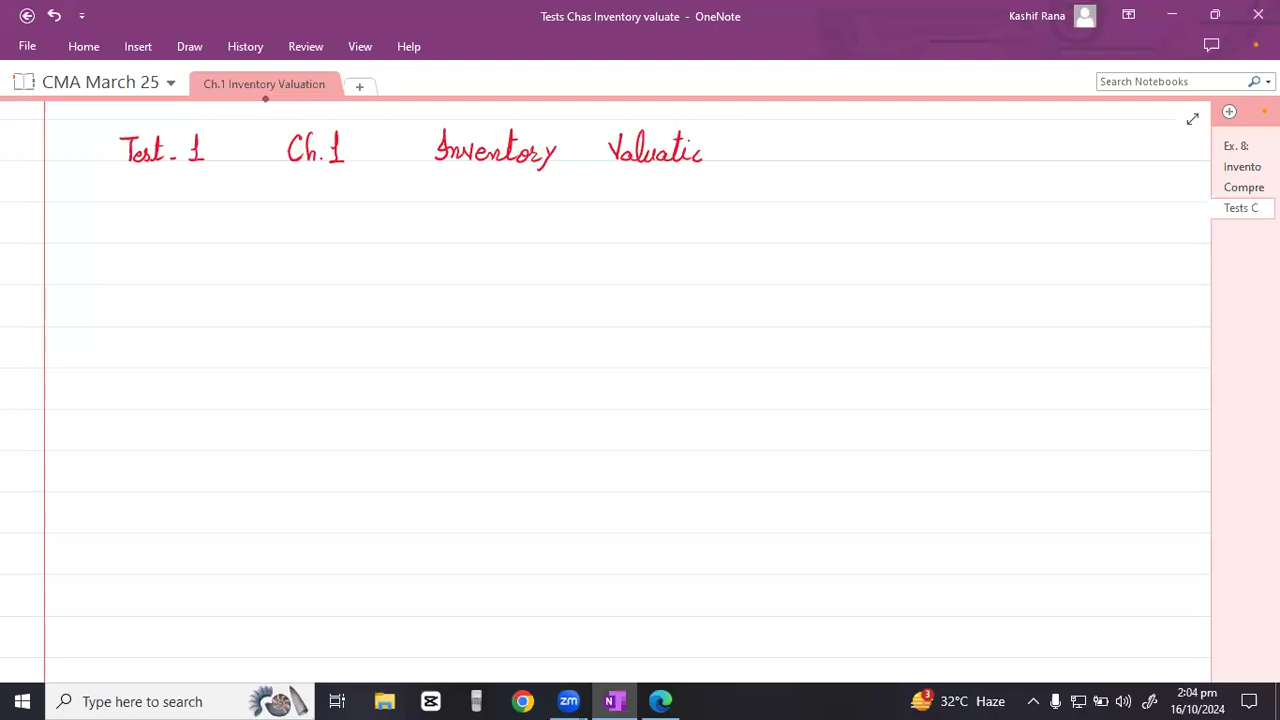 Tests Chas Inventory valuate - OneNote
Kashif Rana
File Home Insert Draw History Review View Help
CMA March 25 Ch.1 Inventory Valuation + Search Notebooks
Test - 1 Ch.1 Inventory Valuatic
Ex. 8:
Invento
Compre
Tests C
Type here to search 3 32°C Haze 2:04 pm
16/10/2024